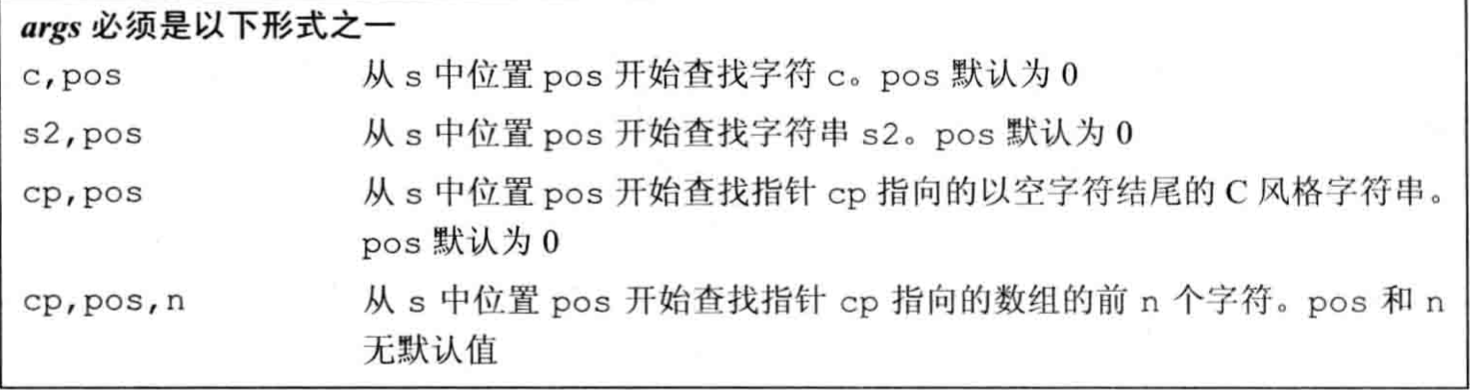 args 必须是以下形式之一
c,pos 从 s 中位置 pos 开始查找字符 c。pos 默认为 0
s2,pos 从 s 中位置 pos 开始查找字符串 s2。pos 默认为 0
cp,pos 从 s 中位置 pos 开始查找指针 cp 指向的以空字符结尾的 C 风格字符串。
pos 默认为 0
cp,pos,n 从 s 中位置 pos 开始查找指针 cp 指向的数组的前 n 个字符。pos 和 n
无默认值